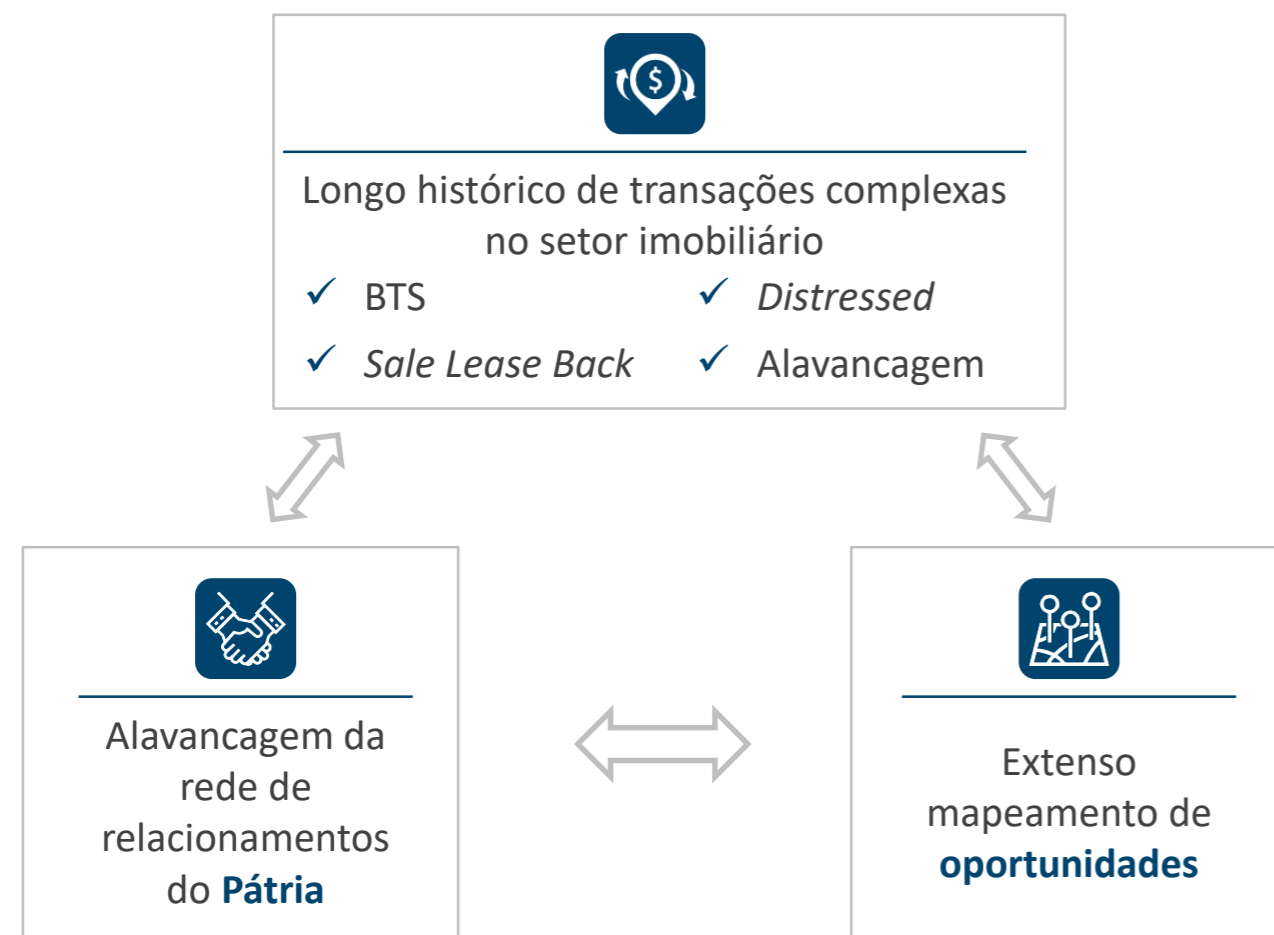 $
Longo histórico de transações complexas
no setor imobiliário
✓ BTS
✓ Distressed
✓ Sale Lease Back
✓ Alavancagem
Alavancagem da
rede de
relacionamentos
do Pátria
Extenso
mapeamento de
oportunidades